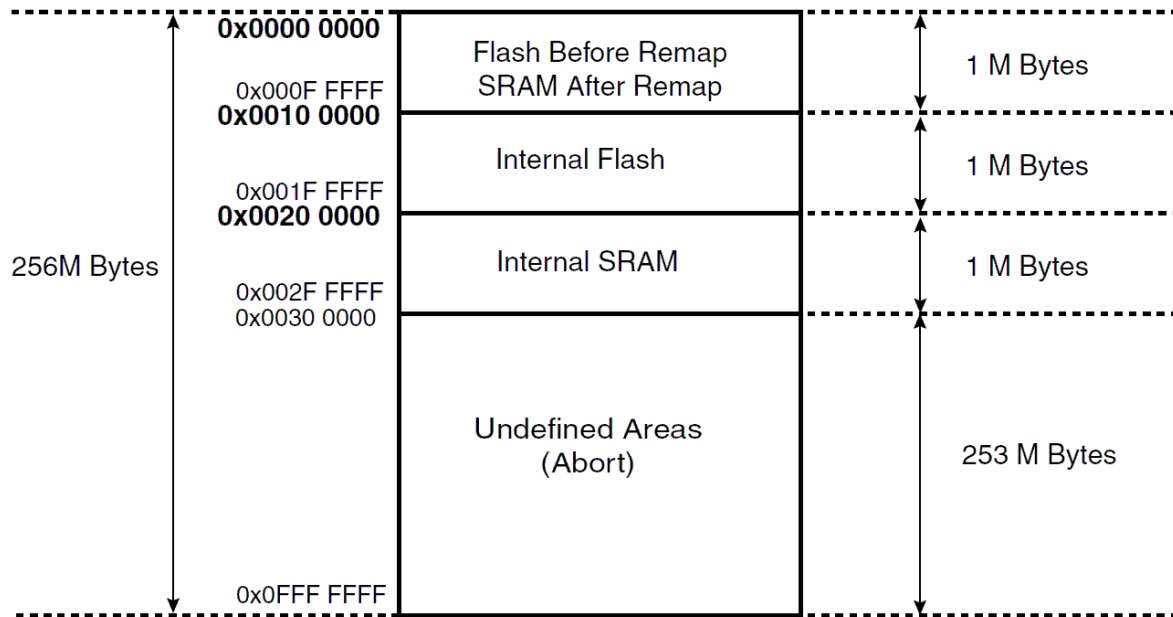 0x0000 0000
Flash Before Remap
SRAM After Remap
1 M Bytes
0x000F FFFF
0x0010 0000
Internal Flash
1 M Bytes
0x001F FFFF
0x0020 0000
256M Bytes
Internal SRAM
1 M Bytes
0x002F FFFF
0x0030 0000
Undefined Areas
(Abort)
253 M Bytes
0x0FFF FFFF